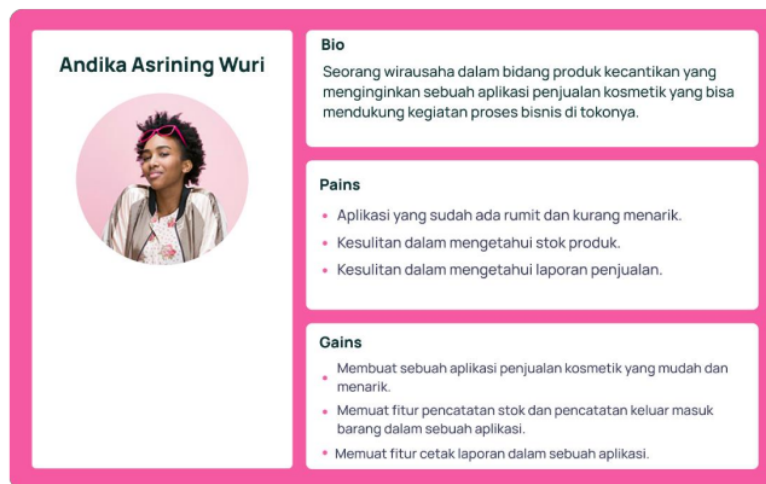 Andika Asrining Wuri
Bio
Seorang wirausaha dalam bidang produk kecantikan yang
menginginkan sebuah aplikasi penjualan kosmetik yang bisa
mendukung kegiatan proses bisnis di tokonya.
Pains
• Aplikasi yang sudah ada rumit dan kurang menarik.
• Kesulitan dalam mengetahui stok produk.
• Kesulitan dalam mengetahui laporan penjualan.
Gains
• Membuat sebuah aplikasi penjualan kosmetik yang mudah dan
menarik.
• Memuat fitur pencatatan stok dan pencatatan keluar masuk
barang dalam sebuah aplikasi.
• Memuat fitur cetak laporan dalam sebuah aplikasi.